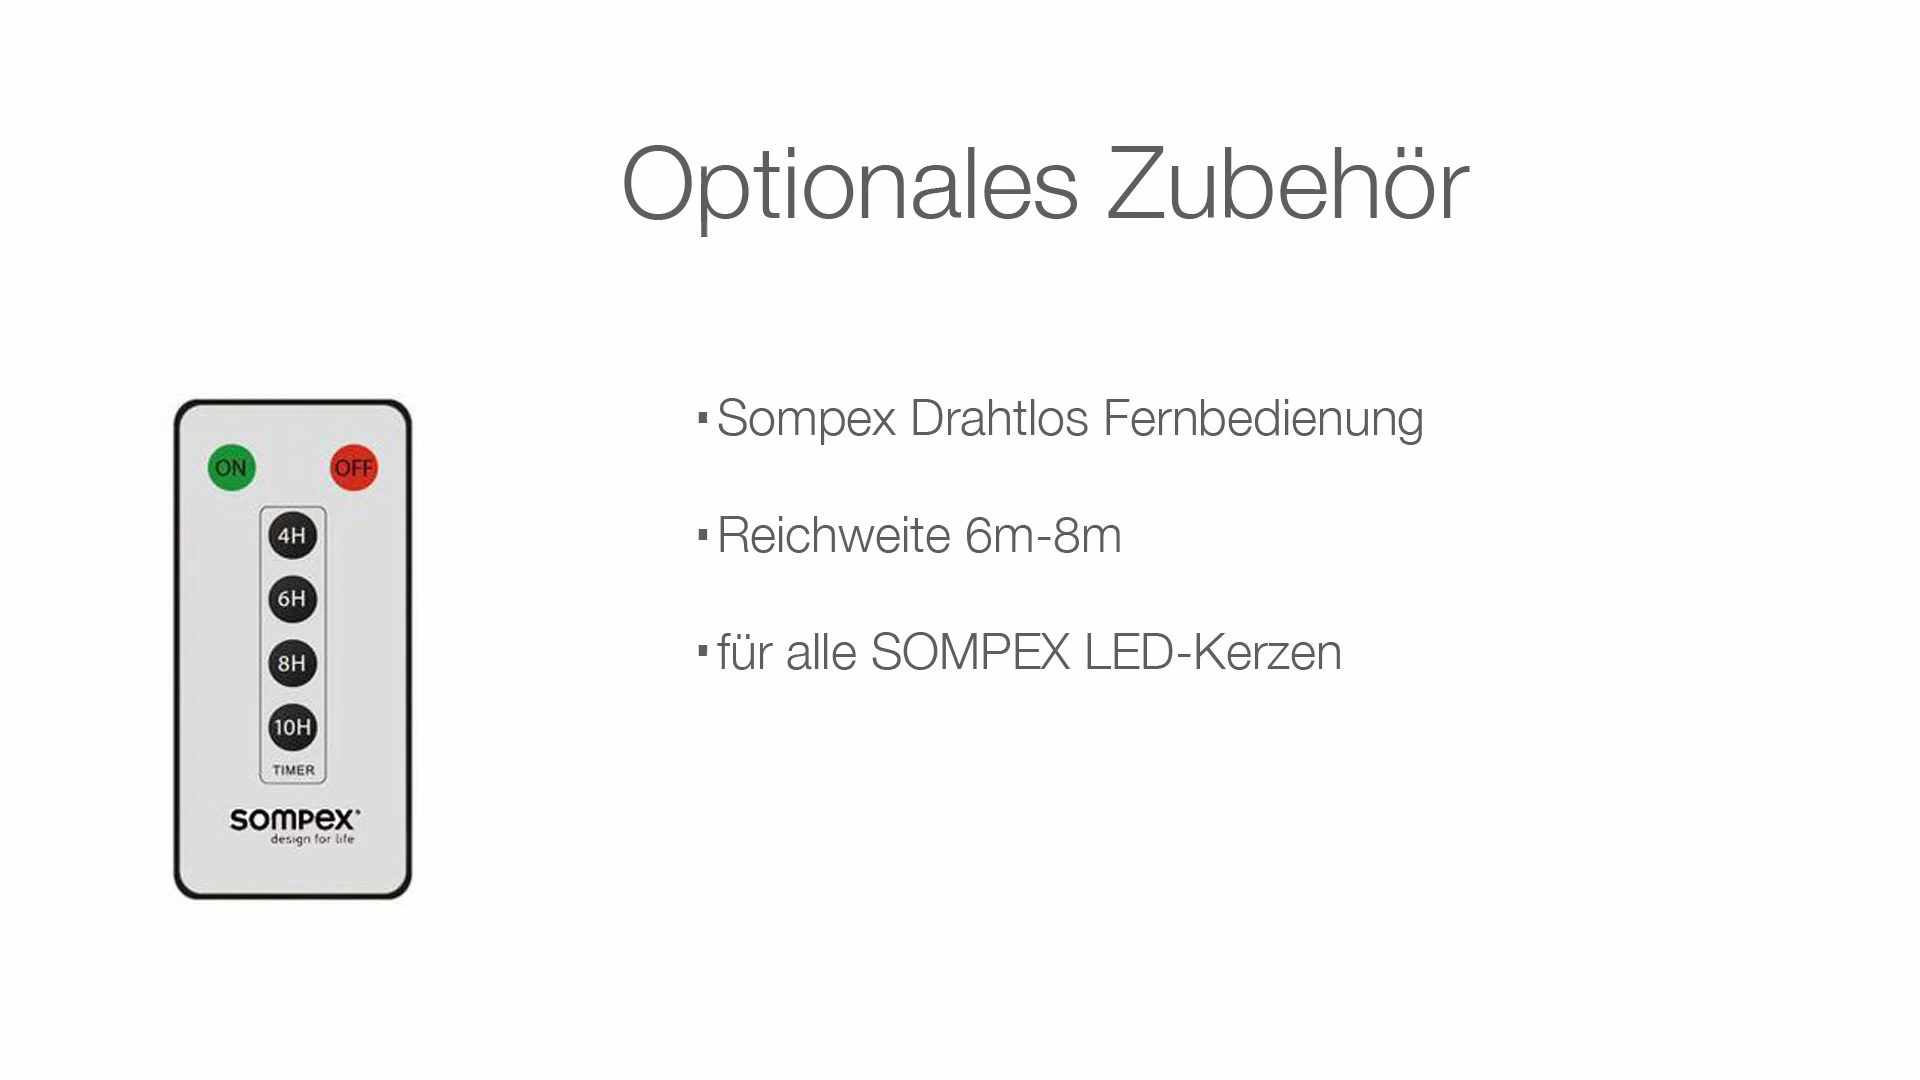 Optionales Zubehör
▪Sompex Drahtlos Fernbedienung
▪Reichweite 6m-8m
▪für alle SOMPEX LED-Kerzen
ON OFF
4H
6H
8H
10H
TIMER
sompex®
design for life